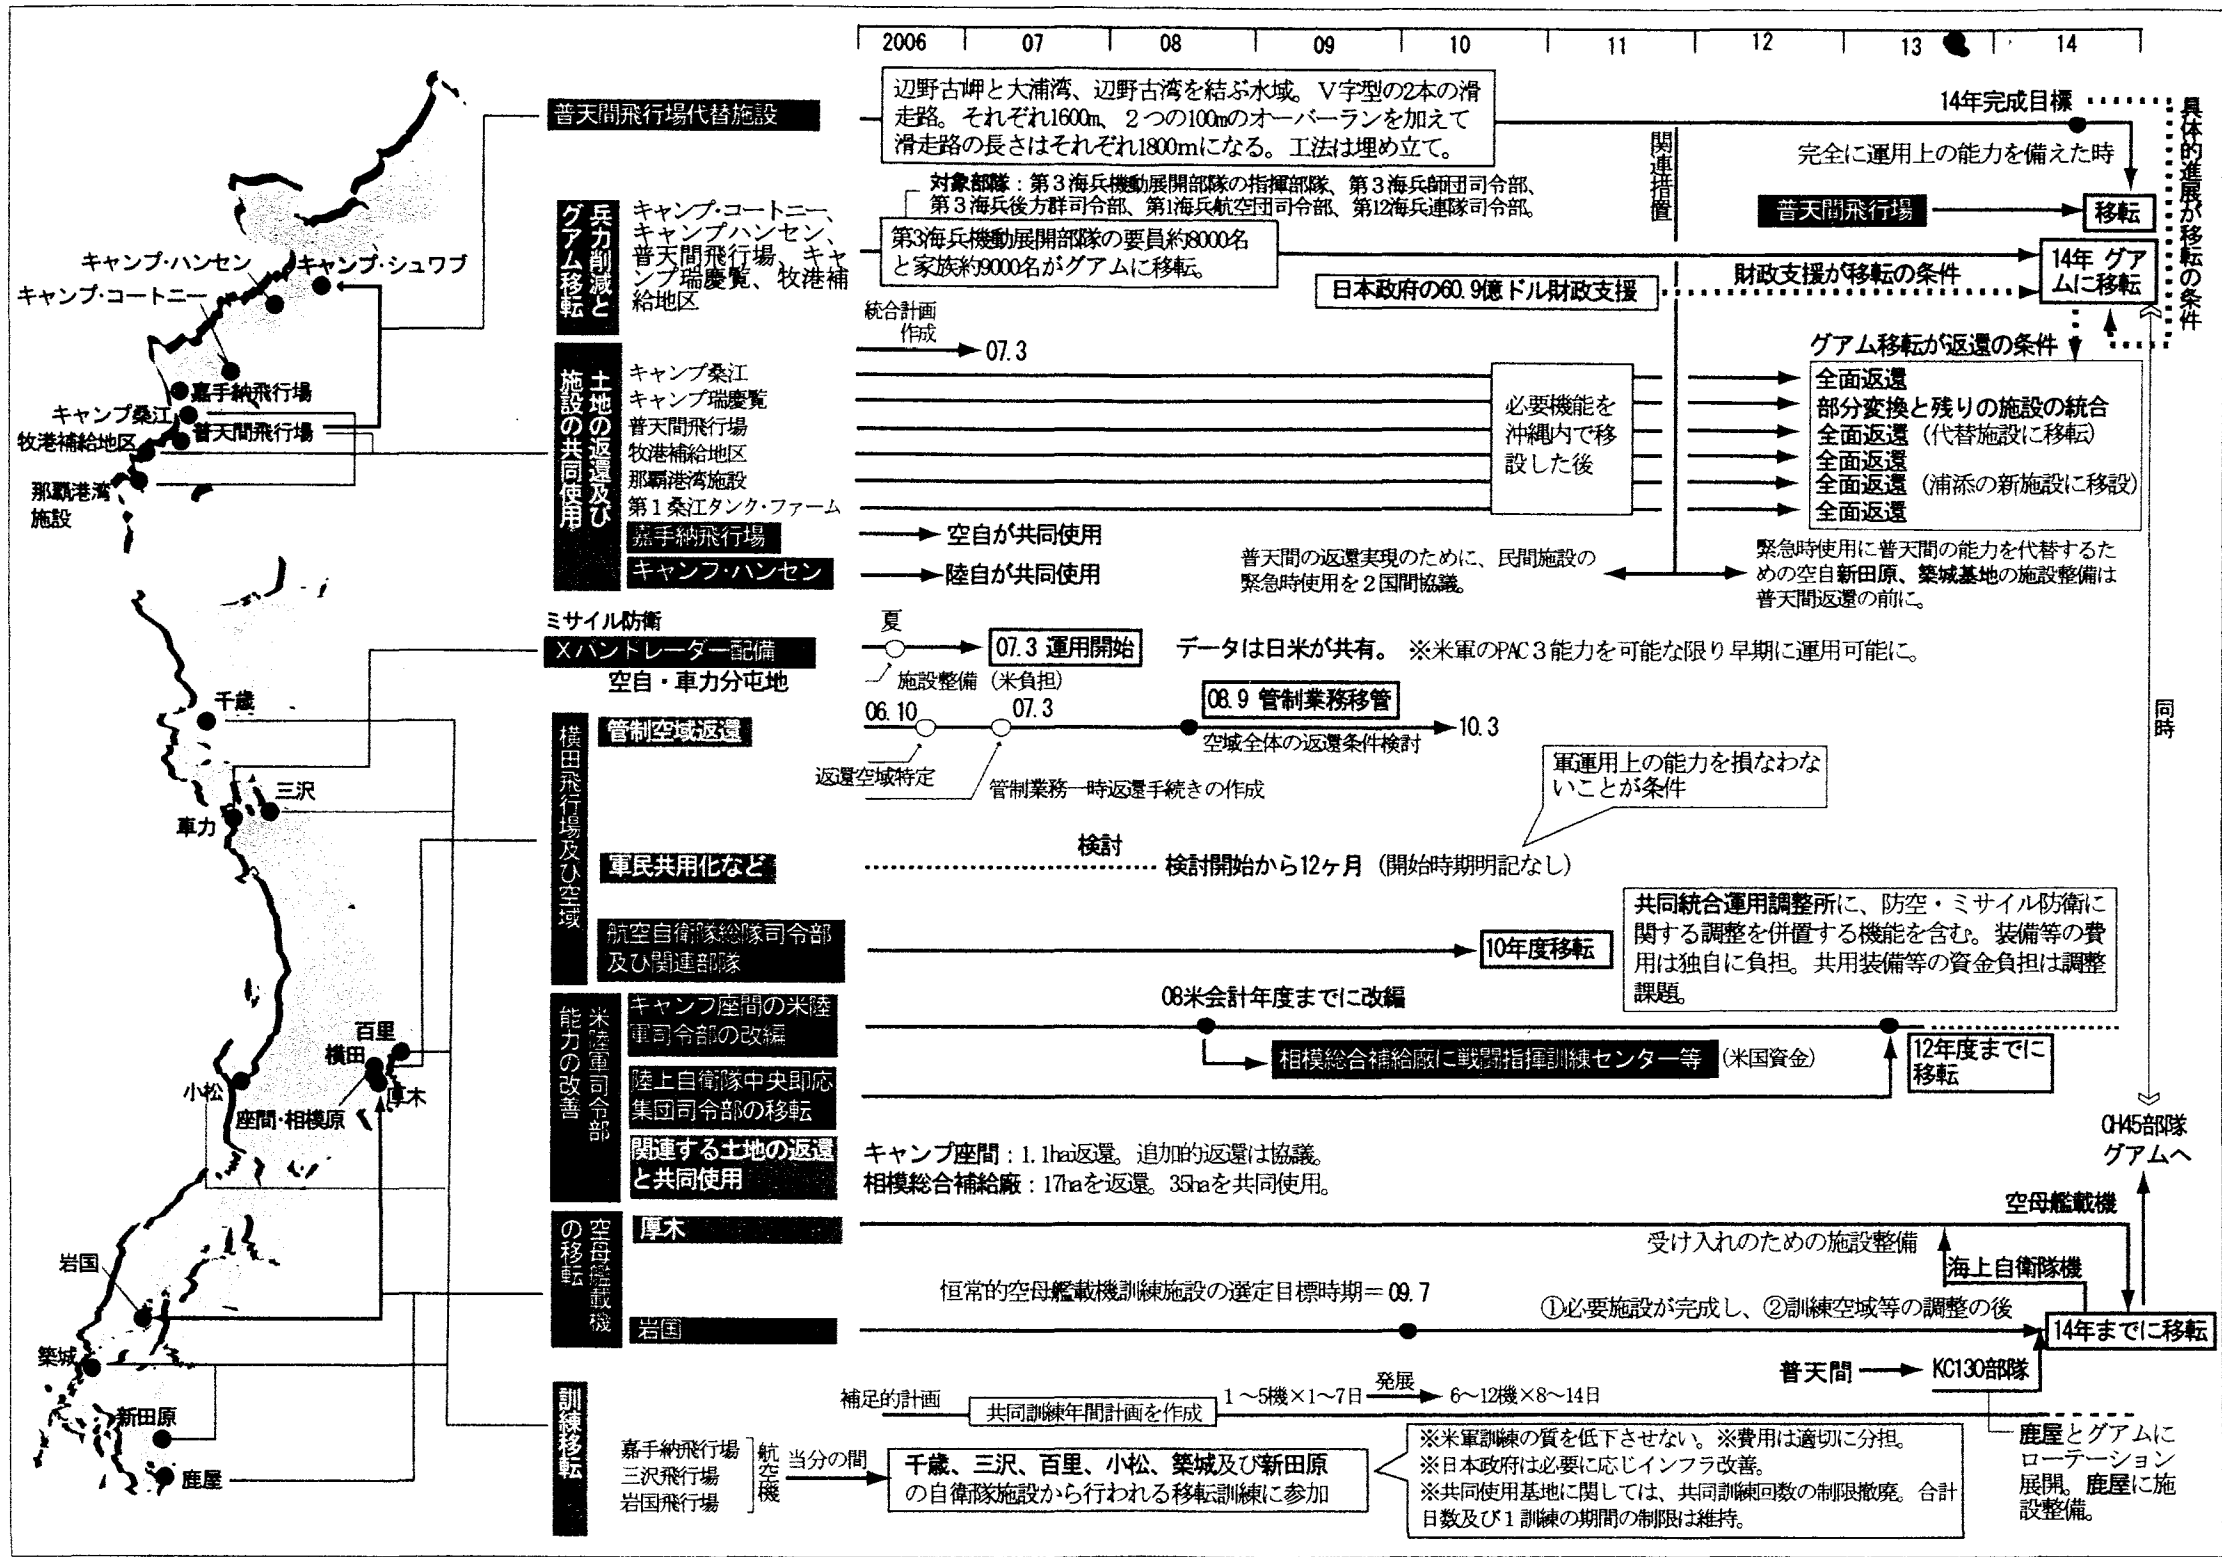 2006 07 08 09 10 11 12 13 14
普天間飛行場代替施設
辺野古岬と大浦湾、辺野古湾を結ぶ水域。V字型の2本の滑
走路。それぞれ1600m、２つの100mのオーバーランを加えて
滑走路の長さはそれぞれ1800mになる。工法は埋め立て。
14年完成目標
完全に運用上の能力を備えた時
関連措置
具体的進展が移転の条件
普天間飛行場
移転
兵力削減と
グアム移転
キャンプ・コートニー、
キャンプハンセン、
普天間飛行場、キャ
ンプ瑞慶覧、牧港補
給地区
対象部隊：第３海兵機動展開部隊の指揮部隊、第３海兵師団司令部、
第３海兵後方群司令部、第1海兵航空団司令部、第12海兵連隊司令部。
第3海兵機動展開部隊の要員約8000名
と家族約9000名がグアムに移転。
日本政府の60.9億ドル財政支援
財政支援が移転の条件
14年 グア
ムに移転
グアム移転が返還の条件
土地の返還及び
施設の共同使用
統合計画
作成
07.3
キャンプ桑江
キャンプ瑞慶覧
普天間飛行場
牧港補給地区
那覇港湾施設
第１桑江タンク・ファーム
必要機能を
沖縄内で移
設した後
全面返還
部分変換と残りの施設の統合
全面返還（代替施設に移転）
全面返還
全面返還（浦添の新施設に移設）
全面返還
嘉手納飛行場
空自が共同使用
キャンプ・ハンセン
陸自が共同使用
普天間の返還実現のために、民間施設の
緊急時使用を２国間協議。
緊急時使用に普天間の能力を代替するた
めの空自新田原、築城基地の施設整備は
普天間返還の前に。
キャンプ・ハンセン
キャンプ・シュワブ
キャンプ・コートニー
嘉手納飛行場
キャンプ桑江
普天間飛行場
牧港補給地区
那覇港湾
施設
ミサイル防衛
Ｘバンドレーダー配備
空自・車力分屯地
夏
07.3 運用開始
施設整備（米負担）
データは日米が共有。 ※米軍のPAC３能力を可能な限り早期に運用可能に。
横田飛行場及び空域
管制空域返還
06.10
07.3
08.9 管制業務移管
空域全体の返還条件検討
10.3
返還空域特定
管制業務一時返還手続きの作成
軍運用上の能力を損なわな
いことが条件
軍民共用化など
検討
検討開始から12ヶ月（開始時期明記なし）
航空自衛隊総隊司令部
及び関連部隊
10年度移転
共同統合運用調整所に、防空・ミサイル防衛に
関する調整を併置する機能を含む。装備等の費
用は独自に負担。共用装備等の資金負担は調整
課題。
米陸軍司令部
能力の改善
キャンプ座間の米陸
軍司令部の改編
08米会計年度までに改編
相模総合補給廠に戦闘指揮訓練センター等（米国資金）
12年度までに
移転
陸上自衛隊中央即応
集団司令部の移転
関連する土地の返還
と共同使用
キャンプ座間：1.1ha返還。追加的返還は協議。
相模総合補給廠：17haを返還。35haを共同使用。
同時
CH45部隊
グアムへ
空母艦載機
の移転
厚木
空母艦載機
受け入れのための施設整備
海上自衛隊機
恒常的空母艦載機訓練施設の選定目標時期＝09.7
①必要施設が完成し、②訓練空域等の調整の後
岩国
14年までに移転
普天間
KC130部隊
鹿屋とグアムに
ローテーション
展開。鹿屋に施
設整備。
訓練移転
補足的計画
共同訓練年間計画を作成
１～5機×1～7日
発展
6～12機×8～14日
嘉手納飛行場
三沢飛行場
岩国飛行場
航空機
当分の間
千歳、三沢、百里、小松、築城及び新田原
の自衛隊施設から行われる移転訓練に参加
※米軍訓練の質を低下させない。※費用は適切に分担。
※日本政府は必要に応じインフラ改善。
※共同使用基地に関しては、共同訓練回数の制限撤廃。合計
日数及び１訓練の期間の制限は維持。
千歳
三沢
車力
百里
横田
小松
厚木
座間・相模原
岩国
築城
新田原
鹿屋